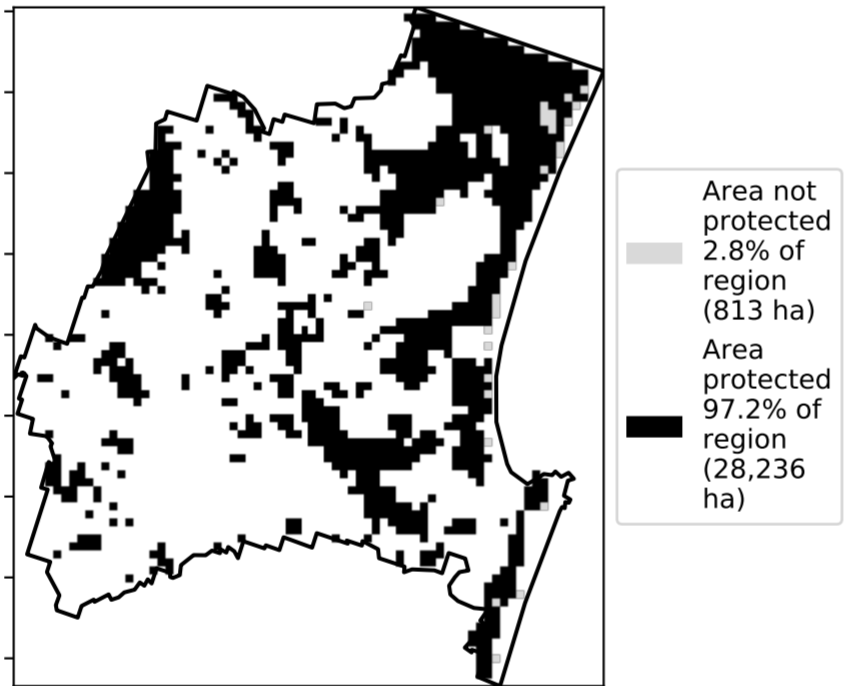 Area not
protected
2.8% of
region
(813 ha)
Area
protected
97.2% of
region
(28,236
ha)